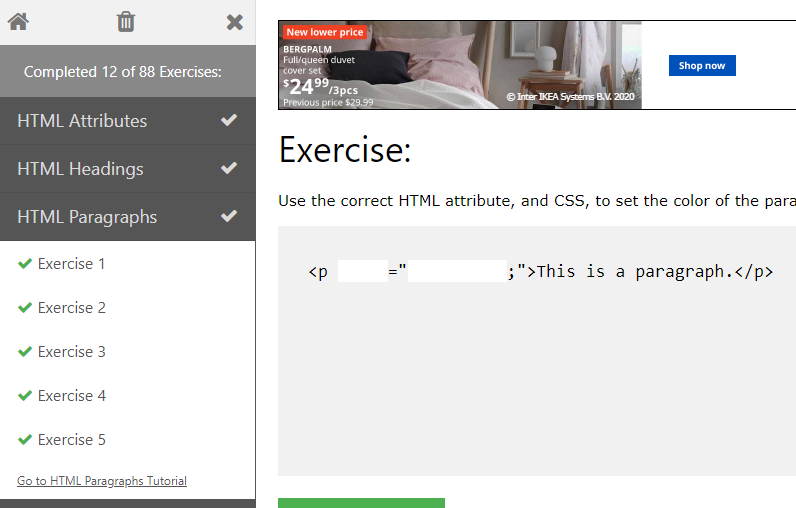 Completed 12 of 88 Exercises:
HTML Attributes
HTML Headings
HTML Paragraphs
Exercise 1
Exercise 2
Exercise 3
Exercise 4
Exercise 5
Go to HTML Paragraphs Tutorial
New lower price
BERGPALM
Full/queen duvet
cover set
$24⁹⁹/3pcs
Previous price $29.99
© Inter IKEA Systems B.V. 2020
Shop now
Exercise:
Use the correct HTML attribute, and CSS, to set the color of the para
<p      ="          ;">This is a paragraph.</p>